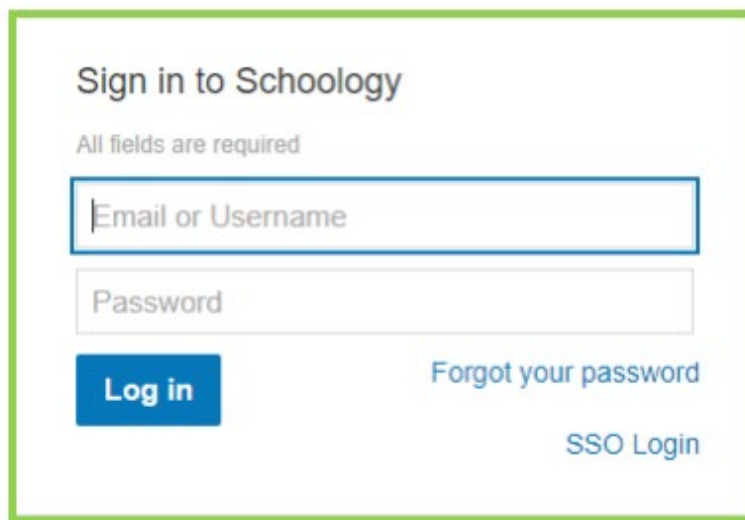 Sign in to Schoology
All fields are required
Email or Username
Password
Log in
Forgot your password
SSO Login